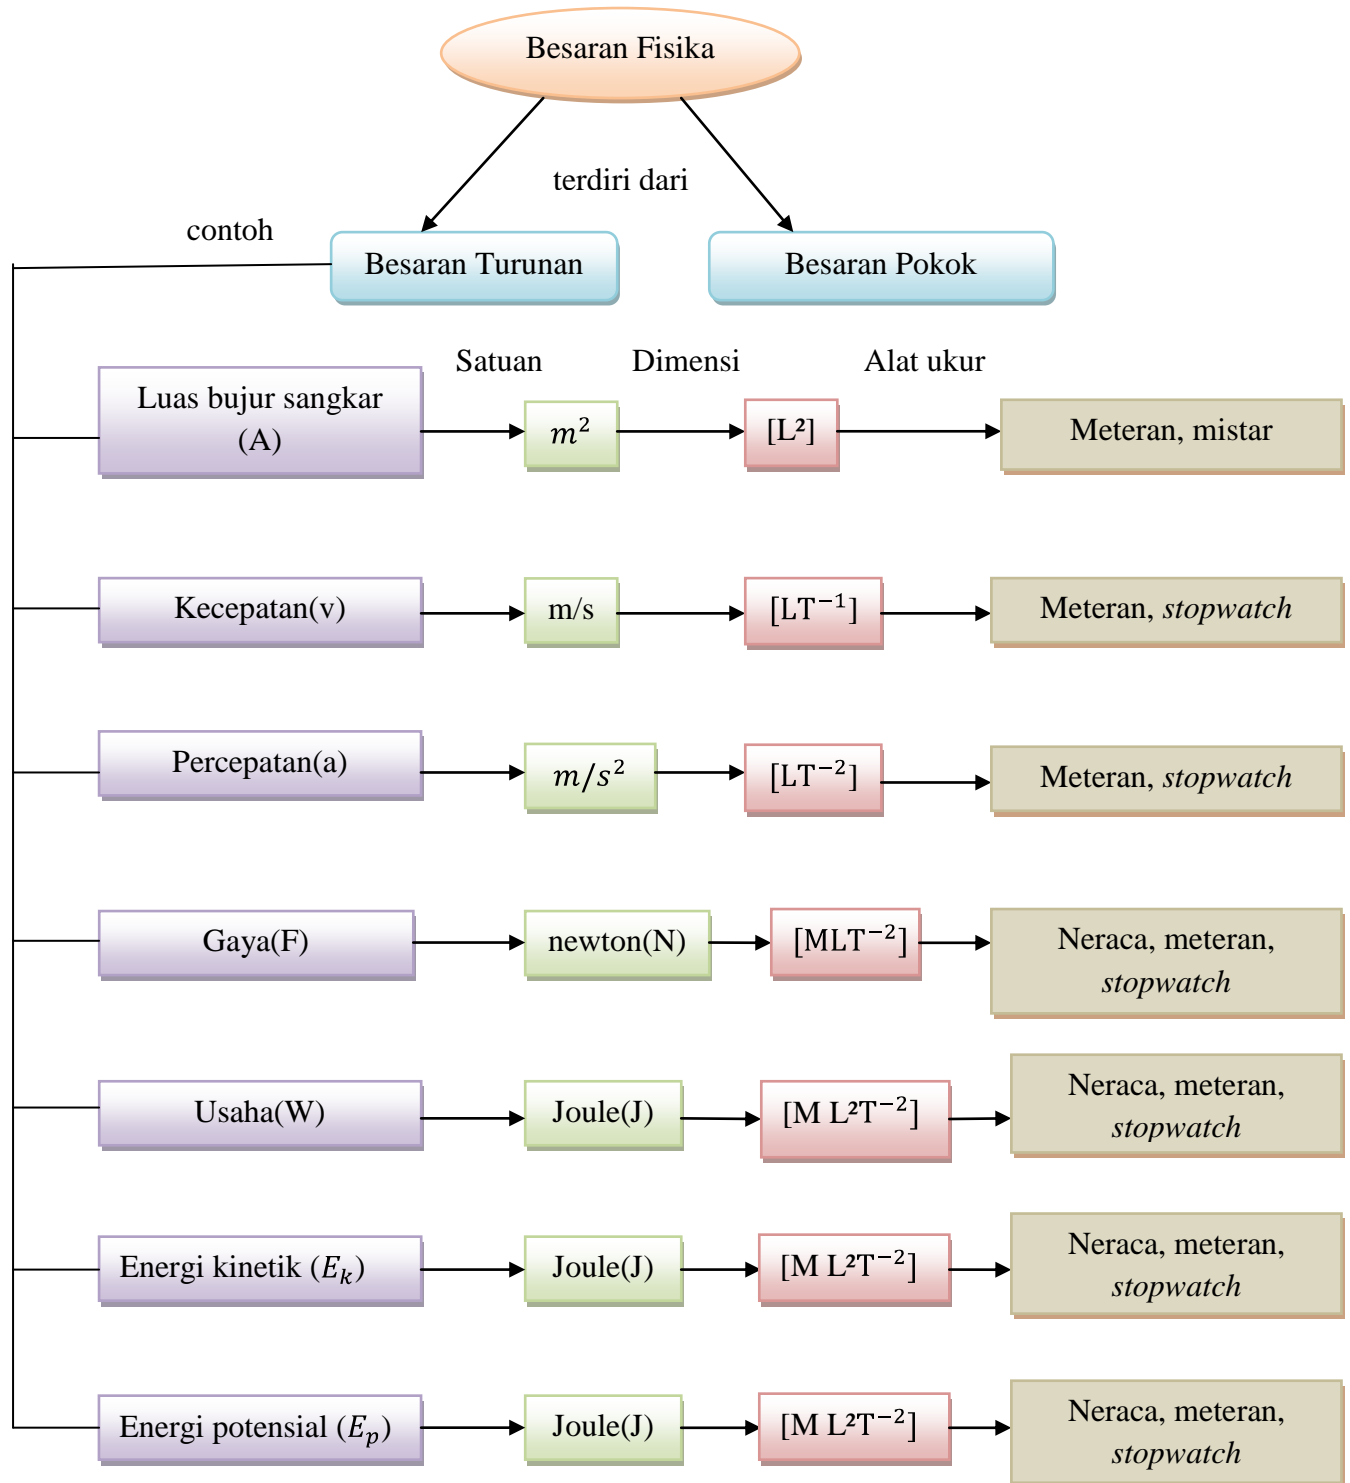 Besaran Fisika
terdiri dari
contoh
Besaran Turunan
Besaran Pokok
Satuan
Dimensi
Alat ukur
Luas bujur sangkar
(A)
m²
[L²]
Meteran, mistar
Kecepatan(v)
m/s
[LT⁻¹]
Meteran, stopwatch
Percepatan(a)
m/s²
[LT⁻²]
Meteran, stopwatch
Gaya(F)
newton(N)
[MLT⁻²]
Neraca, meteran,
stopwatch
Usaha(W)
Joule(J)
[M L²T⁻²]
Neraca, meteran,
stopwatch
Energi kinetik (Eₖ)
Joule(J)
[M L²T⁻²]
Neraca, meteran,
stopwatch
Energi potensial (Eₚ)
Joule(J)
[M L²T⁻²]
Neraca, meteran,
stopwatch